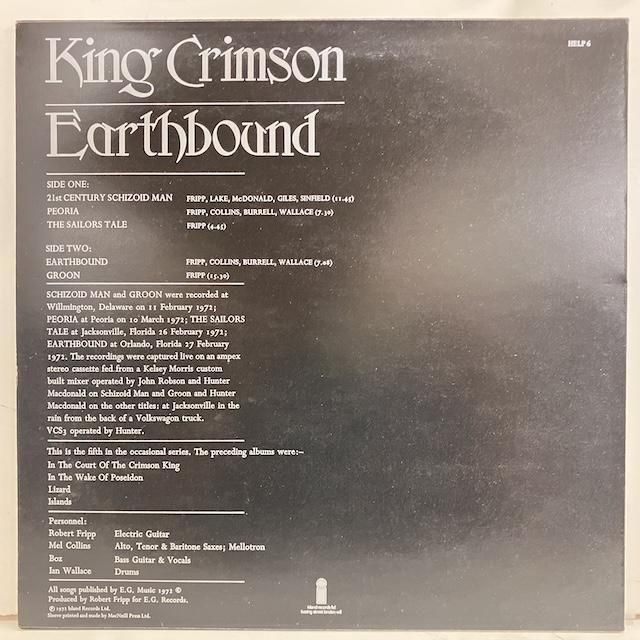 King Crimson
HELP 6
Earthbound
SIDE ONE:
21st CENTURY SCHIZOID MAN FRIPP, LAKE, McDONALD, GILES, SINFIELD (11.45)
PEORIA FRIPP, COLLINS, BURRELL, WALLACE (7.30)
THE SAILORS TALE FRIPP (4.45)
SIDE TWO:
EARTHBOUND FRIPP, COLLINS, BURRELL, WALLACE (7.08)
GROON FRIPP (15.30)
SCHIZOID MAN and GROON were recorded at
Willmington, Delaware on 11 February 1972;
PEORIA at Peoria on 10 March 1972; THE SAILORS
TALE at Jacksonville, Florida 26 February 1972;
EARTHBOUND at Orlando, Florida 27 February
1972. The recordings were captured live on an ampex
stereo cassette fed from a Kelsey Morris custom
built mixer operated by John Robson and Hunter
Macdonald on Schizoid Man and Groon and Hunter
Macdonald on the other titles: at Jacksonville in the
rain from the back of a Volkswagon truck.
VCS3 operated by Hunter.
This is the fifth in the occasional series. The preceding albums were:–
In The Court Of The Crimson King
In The Wake Of Poseidon
Lizard
Islands
Personnel:
Robert Fripp Electric Guitar
Mel Collins Alto, Tenor & Baritone Saxes; Mellotron
Boz Bass Guitar & Vocals
Ian Wallace Drums
All songs published by E.G. Music 1972 ©
Produced by Robert Fripp for E.G. Records.
℗ 1972 Island Records Ltd.
Sleeve printed and made by MacNeill Press Ltd.
island records ltd
basing street london w11